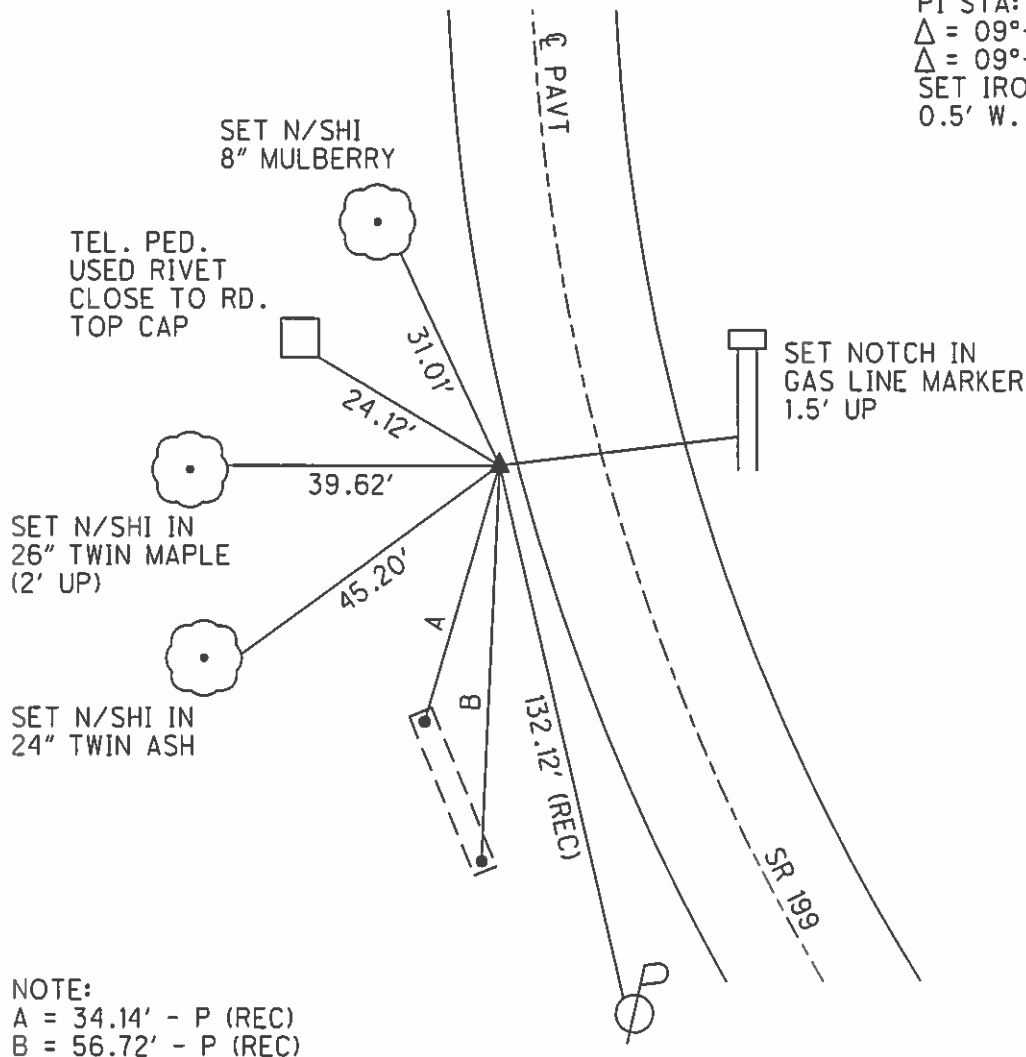 PI STA:
Δ = 09°
Δ = 09°
SET IRO
0.5' W.
℄ PAVT
SET N/SHI
8" MULBERRY
TEL. PED.
USED RIVET
CLOSE TO RD.
TOP CAP
31.01'
24.12'
SET NOTCH IN
GAS LINE MARKER
1.5' UP
39.62'
SET N/SHI IN
26" TWIN MAPLE
(2' UP)
45.20'
A
B
132.12' (REC)
SET N/SHI IN
24" TWIN ASH
SR 199
NOTE:
A = 34.14' - P (REC)
B = 56.72' - P (REC)